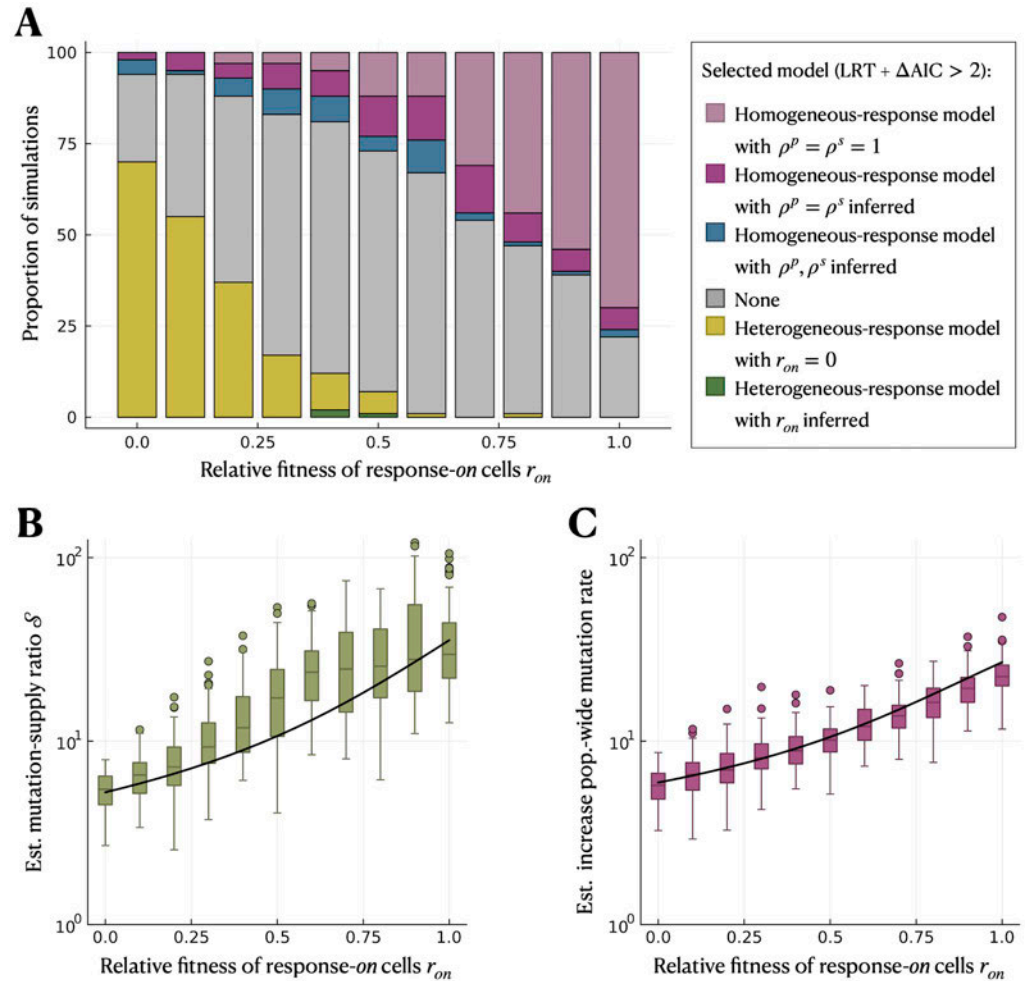 A
100
75
50
25
0
Proportion of simulations
0.0 0.25 0.5 0.75 1.0
Relative fitness of response-on cells r_on
Selected model (LRT + ΔAIC > 2):
Homogeneous-response model
with ρ^p = ρ^s = 1
Homogeneous-response model
with ρ^p = ρ^s inferred
Homogeneous-response model
with ρ^p, ρ^s inferred
None
Heterogeneous-response model
with r_on = 0
Heterogeneous-response model
with r_on inferred
B
10^2
10^1
10^0
Est. mutation-supply ratio 𝒮
0.0 0.25 0.5 0.75 1.0
Relative fitness of response-on cells r_on
C
10^2
10^1
10^0
Est. increase pop.-wide mutation rate
0.0 0.25 0.5 0.75 1.0
Relative fitness of response-on cells r_on